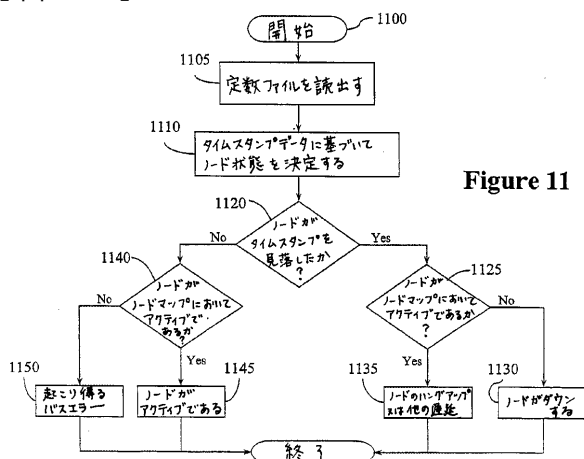 1100
開始
1105
定数ファイルを読出す
1110
タイムスタンプデータに基づいて
ノード状態を決定する
Figure 11
1120
ノードが
タイムスタンプを
見落したか
?
No
Yes
1140
ノードが
ノードマップにおいて
アクティブで
あるか?
1125
ノードが
ノードマップにおいて
アクティブであるか
?
No
Yes
Yes
No
1150
起こり得る
バスエラー
1145
ノードが
アクティブである
1135
ノードのハングアップ
又は他の遅延
1130
ノードがダウン
する
終了